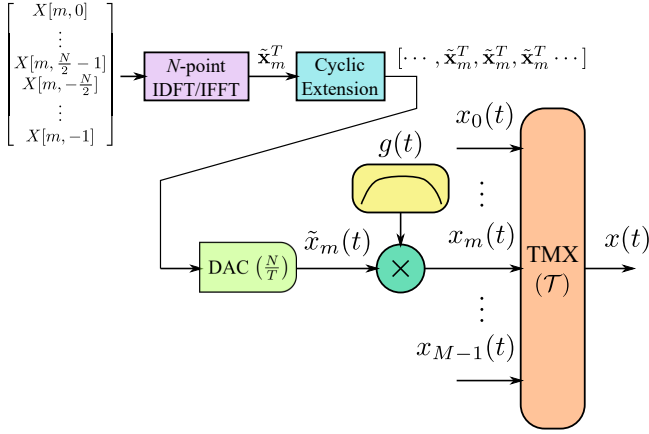 X[m, 0]
⋮
X[m, N/2 − 1]
X[m, −N/2]
⋮
X[m, −1]
N-point
IDFT/IFFT
x̃_m^T
Cyclic
Extension
[⋯ , x̃_m^T, x̃_m^T, x̃_m^T ⋯]
g(t)
DAC (N/T)
x̃_m(t)
×
x_0(t)
⋮
x_m(t)
⋮
x_{M−1}(t)
TMX
(𝒯)
x(t)